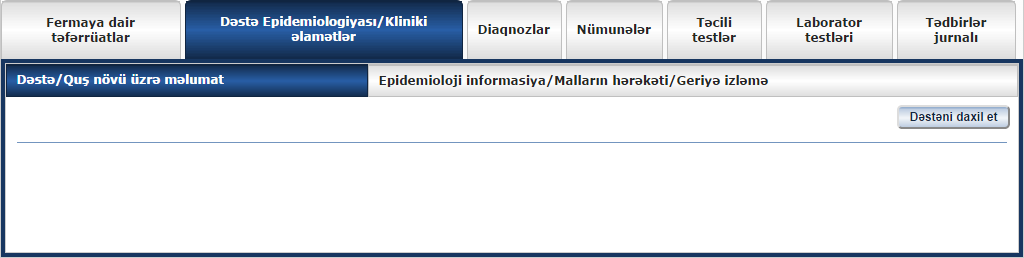 Fermaya dair
təfərrüatlar
Dəstə Epidemiologiyası/Kliniki
əlamətlər
Diaqnozlar
Nümunələr
Təcili
testlər
Laborator
testləri
Tədbirlər
jurnalı
Dəstə/Quş növü üzrə məlumat
Epidemioloji informasiya/Malların hərəkəti/Geriyə izləmə
Dəstəni daxil et